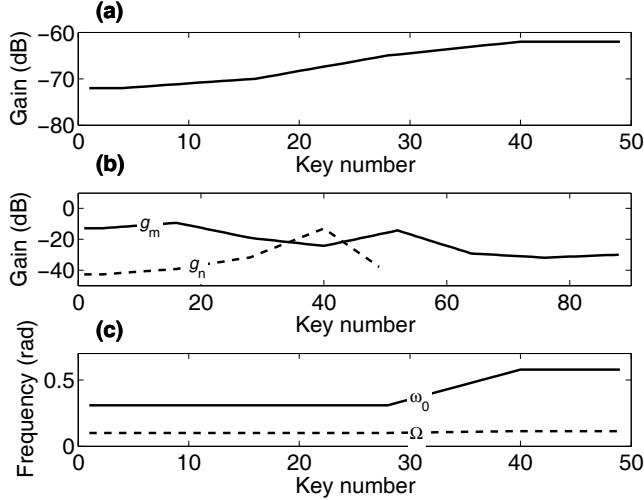 (a)
Gain (dB)
−60
−70
−80
0 10 20 30 40 50
Key number
(b)
Gain (dB)
0
−20
−40
g_m
g_n
0 20 40 60 80
Key number
(c)
Frequency (rad)
0.5
0
ω_0
Ω
0 10 20 30 40 50
Key number